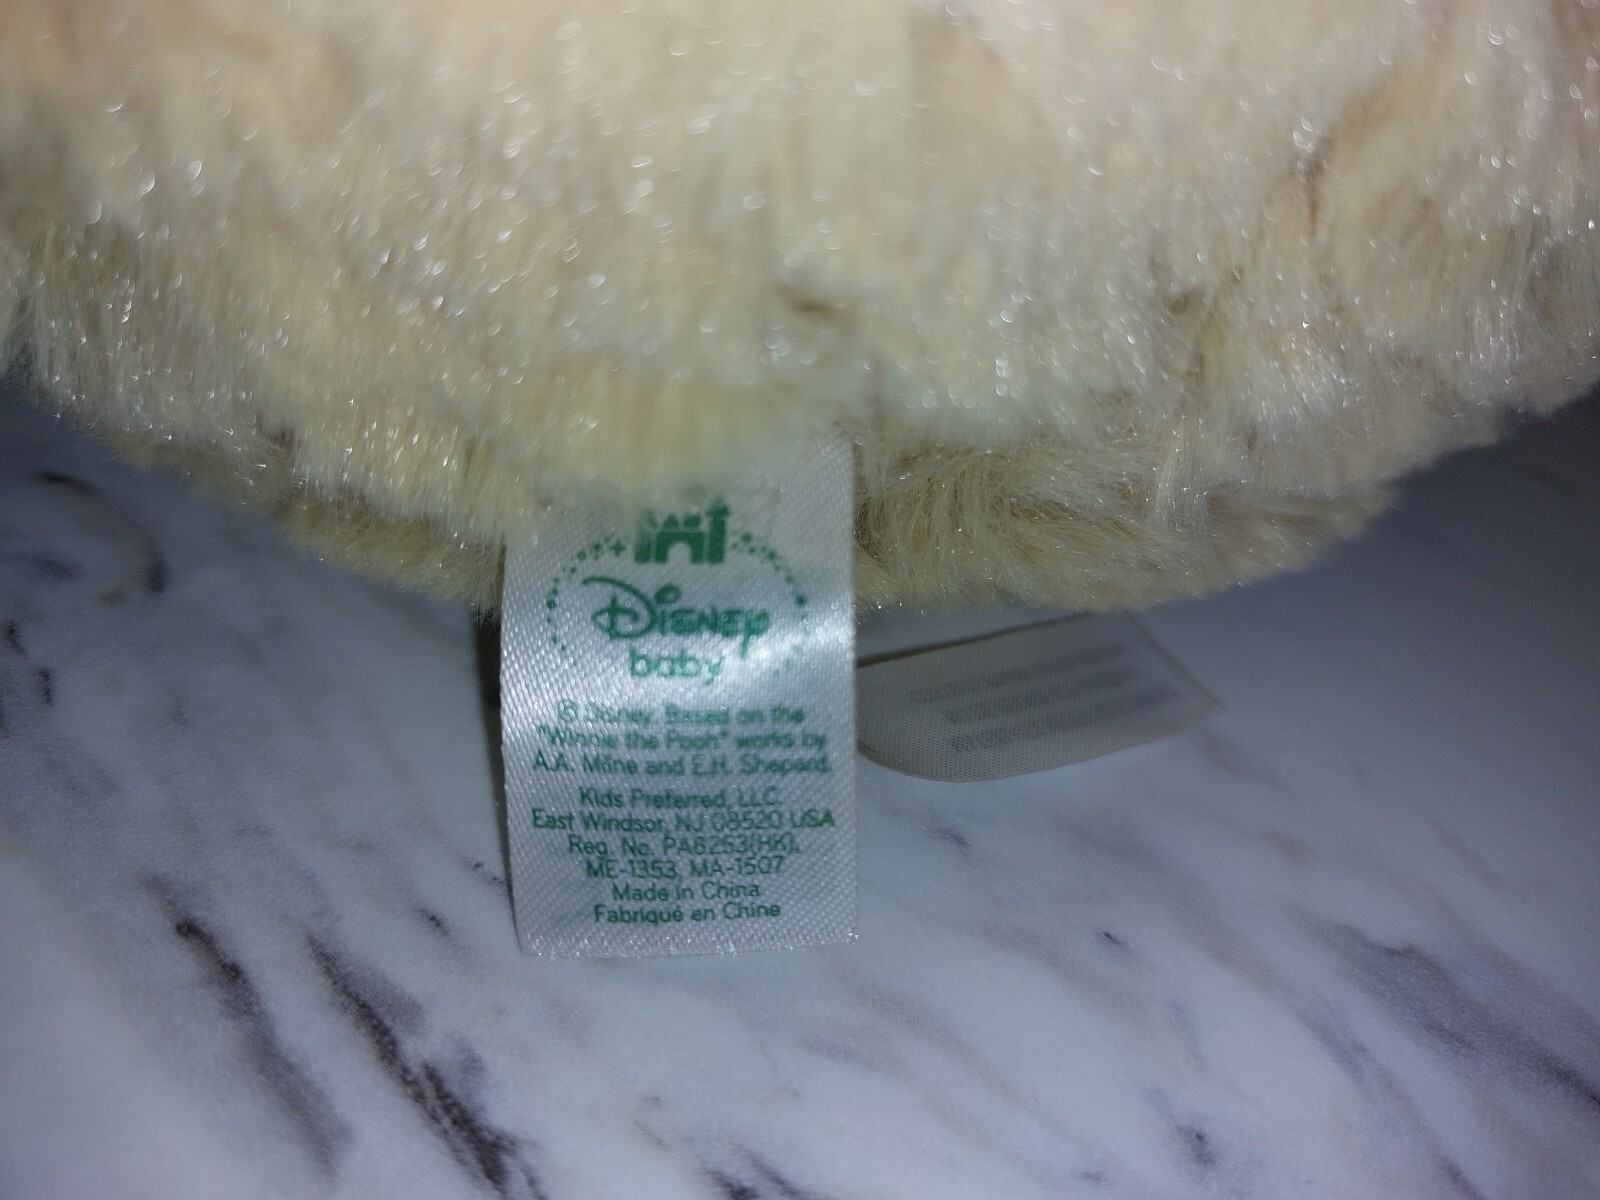 Disney
baby
© Disney. Based on the
"Winnie the Pooh" works by
A.A. Milne and E.H. Shepard.
Kids Preferred, LLC.
East Windsor, NJ 08520 USA
Reg. No. PA8253(HK),
ME-1353, MA-1507
Made in China
Fabriqué en Chine